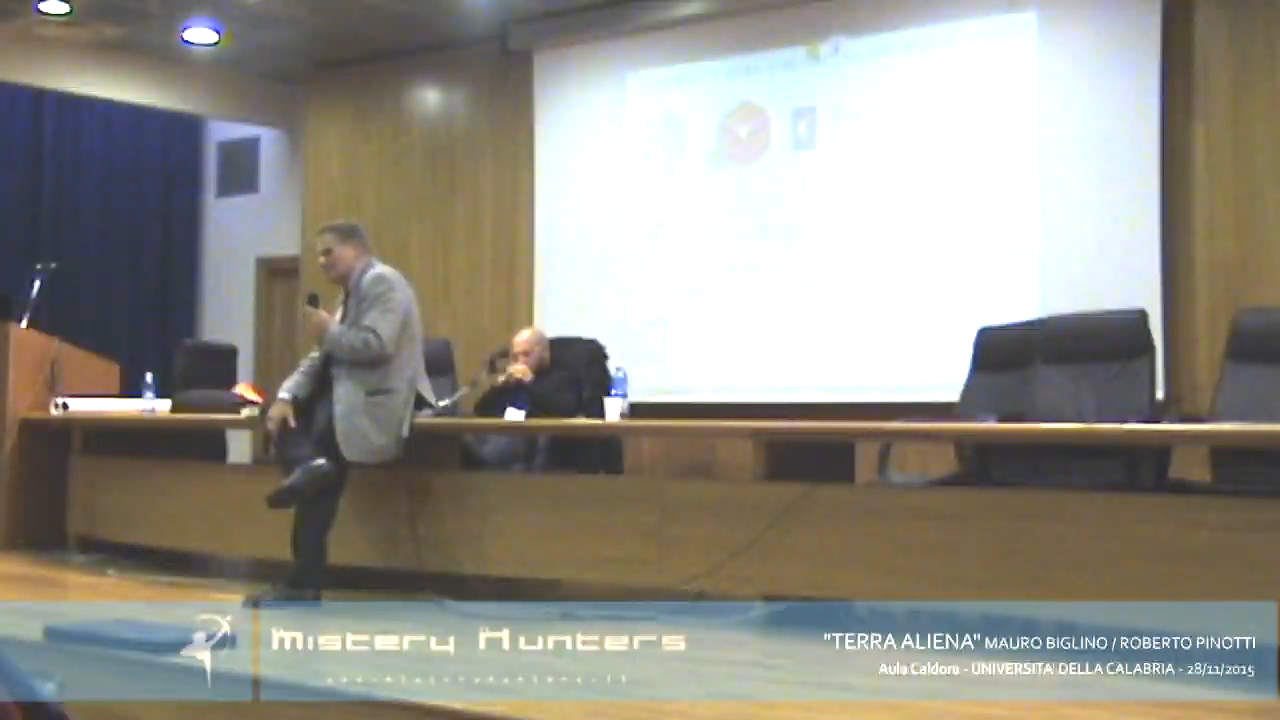 Mistery Hunters
"TERRA ALIENA" MAURO BIGLINO / ROBERTO PINOTTI
Aula Caldora - UNIVERSITA' DELLA CALABRIA - 28/11/2015